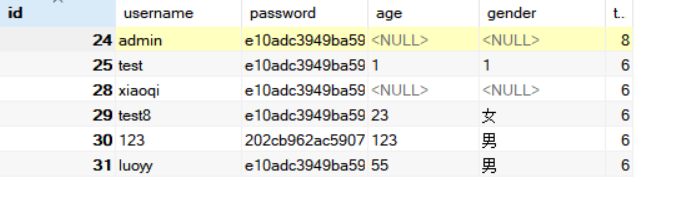 id username password age gender t..
24 admin e10adc3949ba59 <NULL> <NULL> 8
25 test e10adc3949ba59 1 1 6
28 xiaoqi e10adc3949ba59 <NULL> <NULL> 6
29 test8 e10adc3949ba59 23 女 6
30 123 202cb962ac5907 123 男 6
31 luoyy e10adc3949ba59 55 男 6